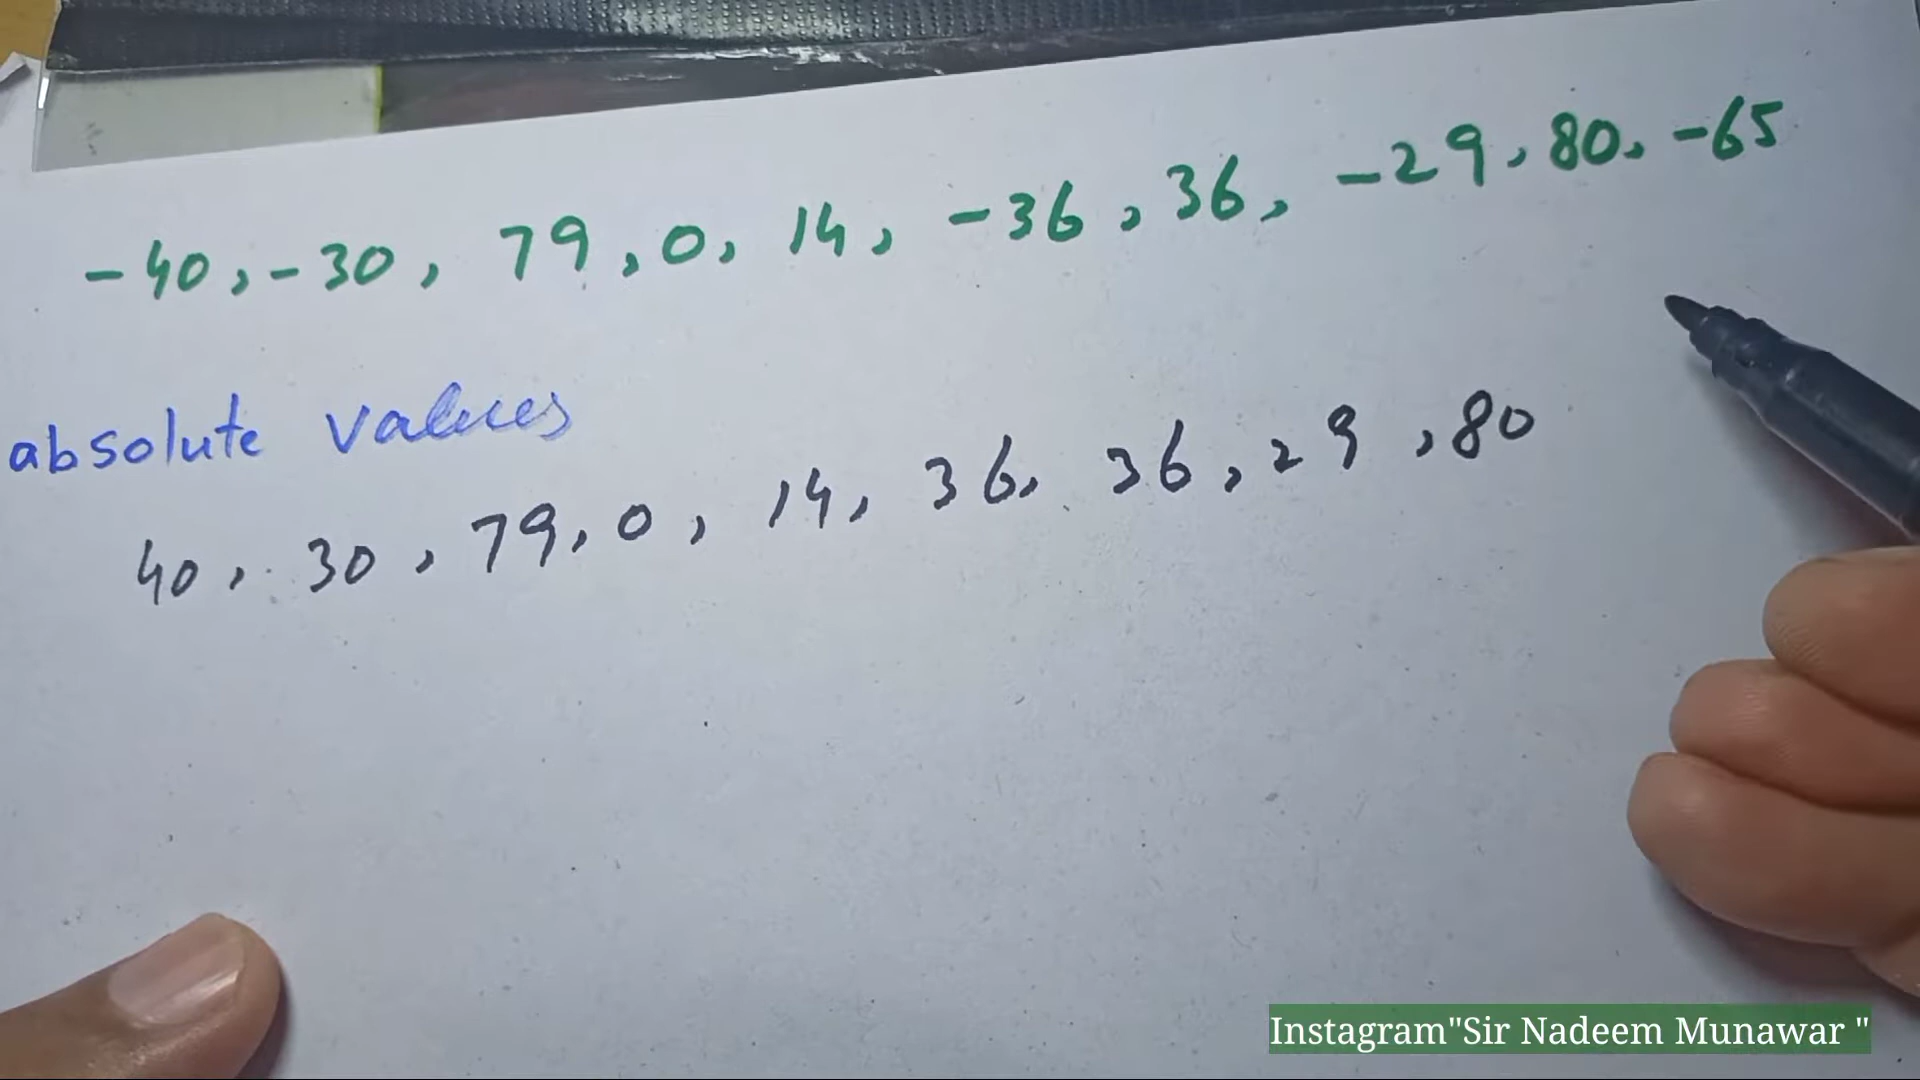 -40, -30, 79, 0, 14, -36, 36, -29, 80, -65
absolute values
40, 30, 79, 0, 14, 36, 36, 29, 80
Instagram"Sir Nadeem Munawar "